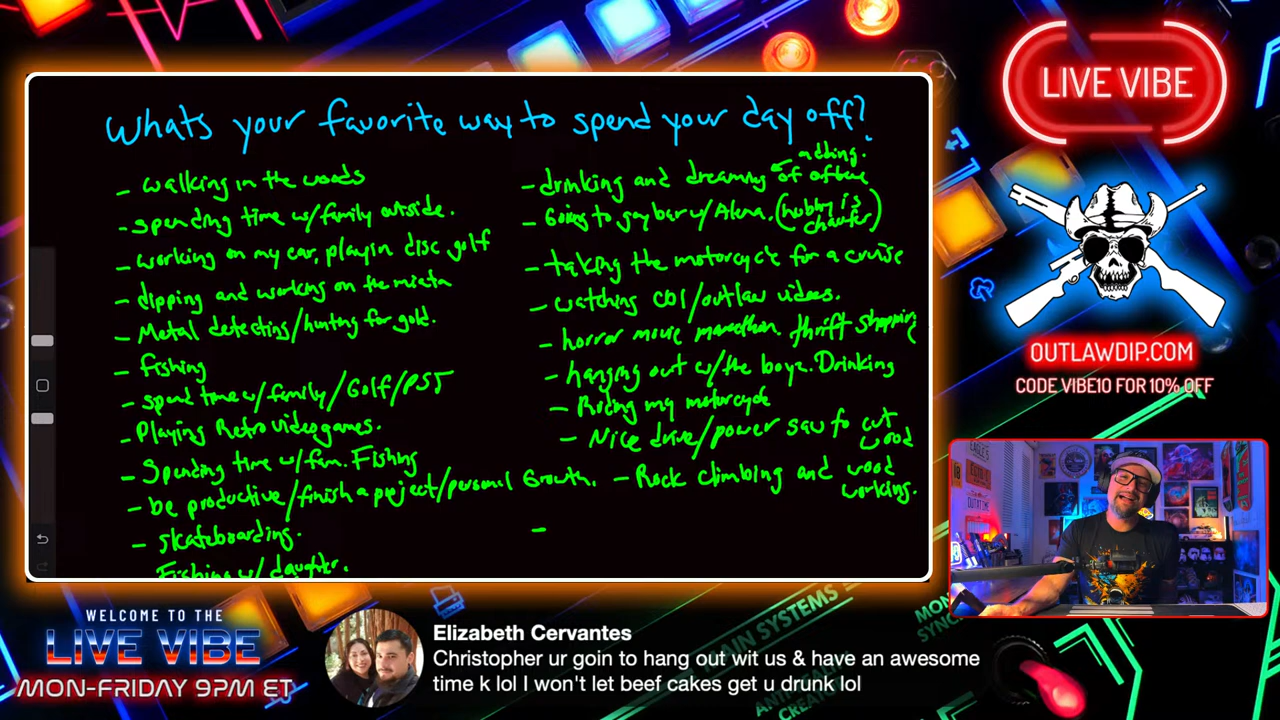 Whats your favorite way to spend your day off?
- walking in the woods
- spending time w/family outside.
- working on my car, playin disc golf
- dipping and working on the miata
- Metal detecting/hunting for gold.
- fishing
- spend time w/family/Golf/PS5
- Playing Retro videogames.
- Spending time w/fam. Fishing
- be productive/finish a project/personal Growth.
- skateboarding.
Fishing w/ daughter.
- drinking and dreaming of
- Going to gay bar w/ (hubby is
- taking the motorcycle for a cruise
- watching /outlaw videos.
- horror movie marathon. thrift shopping
- hanging out w/the boyz. Drinking
- Riding my motorcycle
- Nice drive/power saw to cut
wood
- Rock climbing and wood
working.
-
LIVE VIBE
OUTLAWDIP.COM
CODE VIBE10 FOR 10% OFF
WELCOME TO THE
LIVE VIBE
MON-FRIDAY 9PM ET
Elizabeth Cervantes
Christopher ur goin to hang out wit us & have an awesome
time k lol I won't let beef cakes get u drunk lol